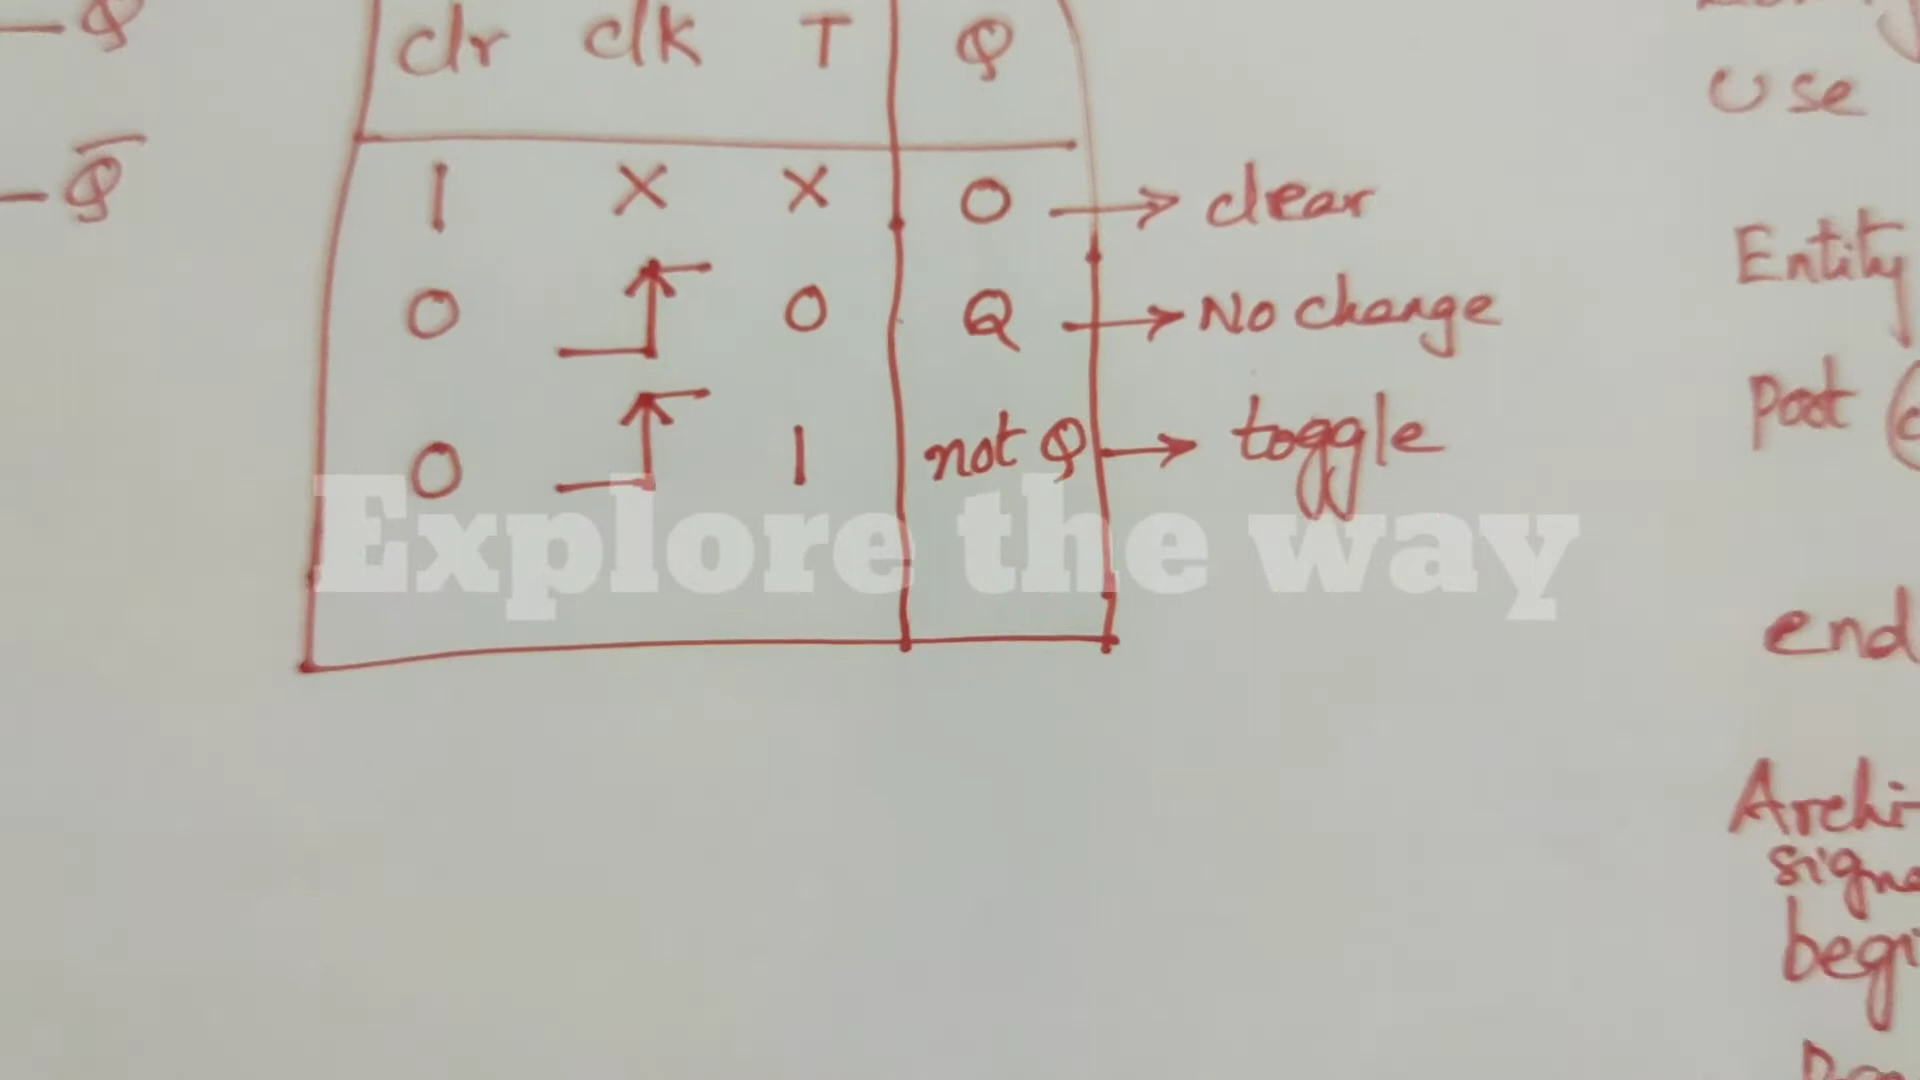 Q
Q̅
clr clk T Q
1 X X 0 → clear
0 0 Q → No change
0 1 not Q → toggle
Explore the way
use
Entity
Port
end
Archi
begi